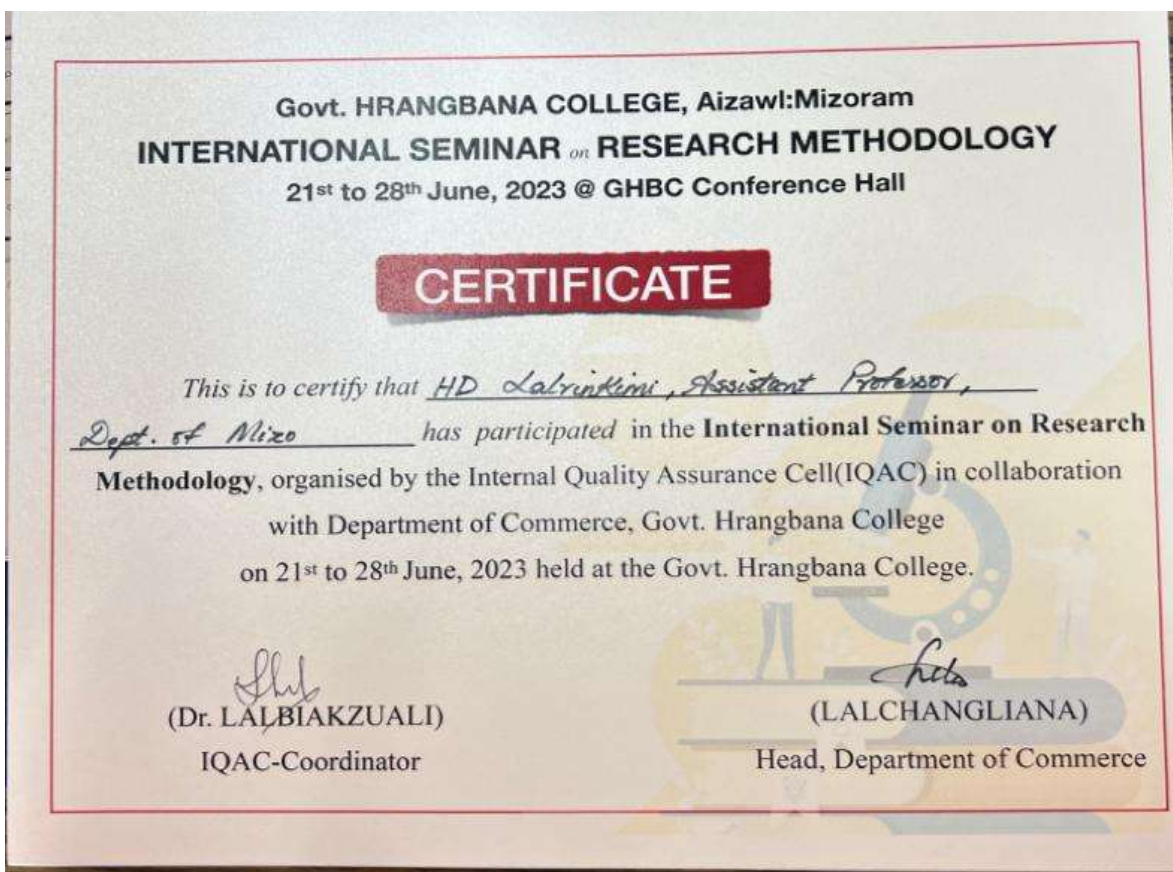 Govt. HRANGBANA COLLEGE, Aizawl:Mizoram
INTERNATIONAL SEMINAR on RESEARCH METHODOLOGY
21st to 28th June, 2023 @ GHBC Conference Hall
CERTIFICATE
This is to certify that HD Lalrinkimi, Assistant Professor,
Dept. of Mizo has participated in the International Seminar on Research
Methodology, organised by the Internal Quality Assurance Cell(IQAC) in collaboration
with Department of Commerce, Govt. Hrangbana College
on 21st to 28th June, 2023 held at the Govt. Hrangbana College.
(Dr. LALBIAKZUALI) (LALCHANGLIANA)
IQAC-Coordinator Head, Department of Commerce